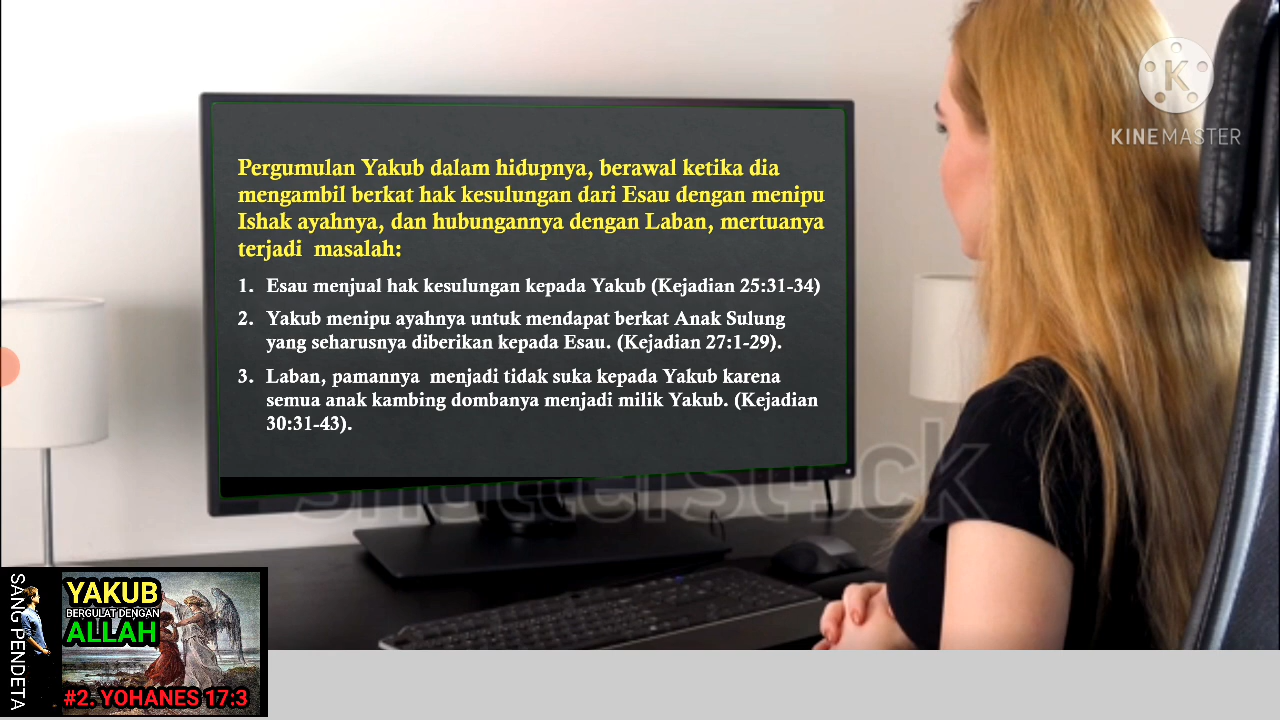 KINEMASTER
Pergumulan Yakub dalam hidupnya, berawal ketika dia
mengambil berkat hak kesulungan dari Esau dengan menipu
Ishak ayahnya, dan hubungannya dengan Laban, mertuanya
terjadi masalah:
1. Esau menjual hak kesulungan kepada Yakub (Kejadian 25:31-34)
2. Yakub menipu ayahnya untuk mendapat berkat Anak Sulung
yang seharusnya diberikan kepada Esau. (Kejadian 27:1-29).
3. Laban, pamannya menjadi tidak suka kepada Yakub karena
semua anak kambing dombanya menjadi milik Yakub. (Kejadian
30:31-43).
shutterstock
SANG PENDETA
YAKUB
BERGULAT DENGAN
ALLAH
#2. YOHANES 17:3